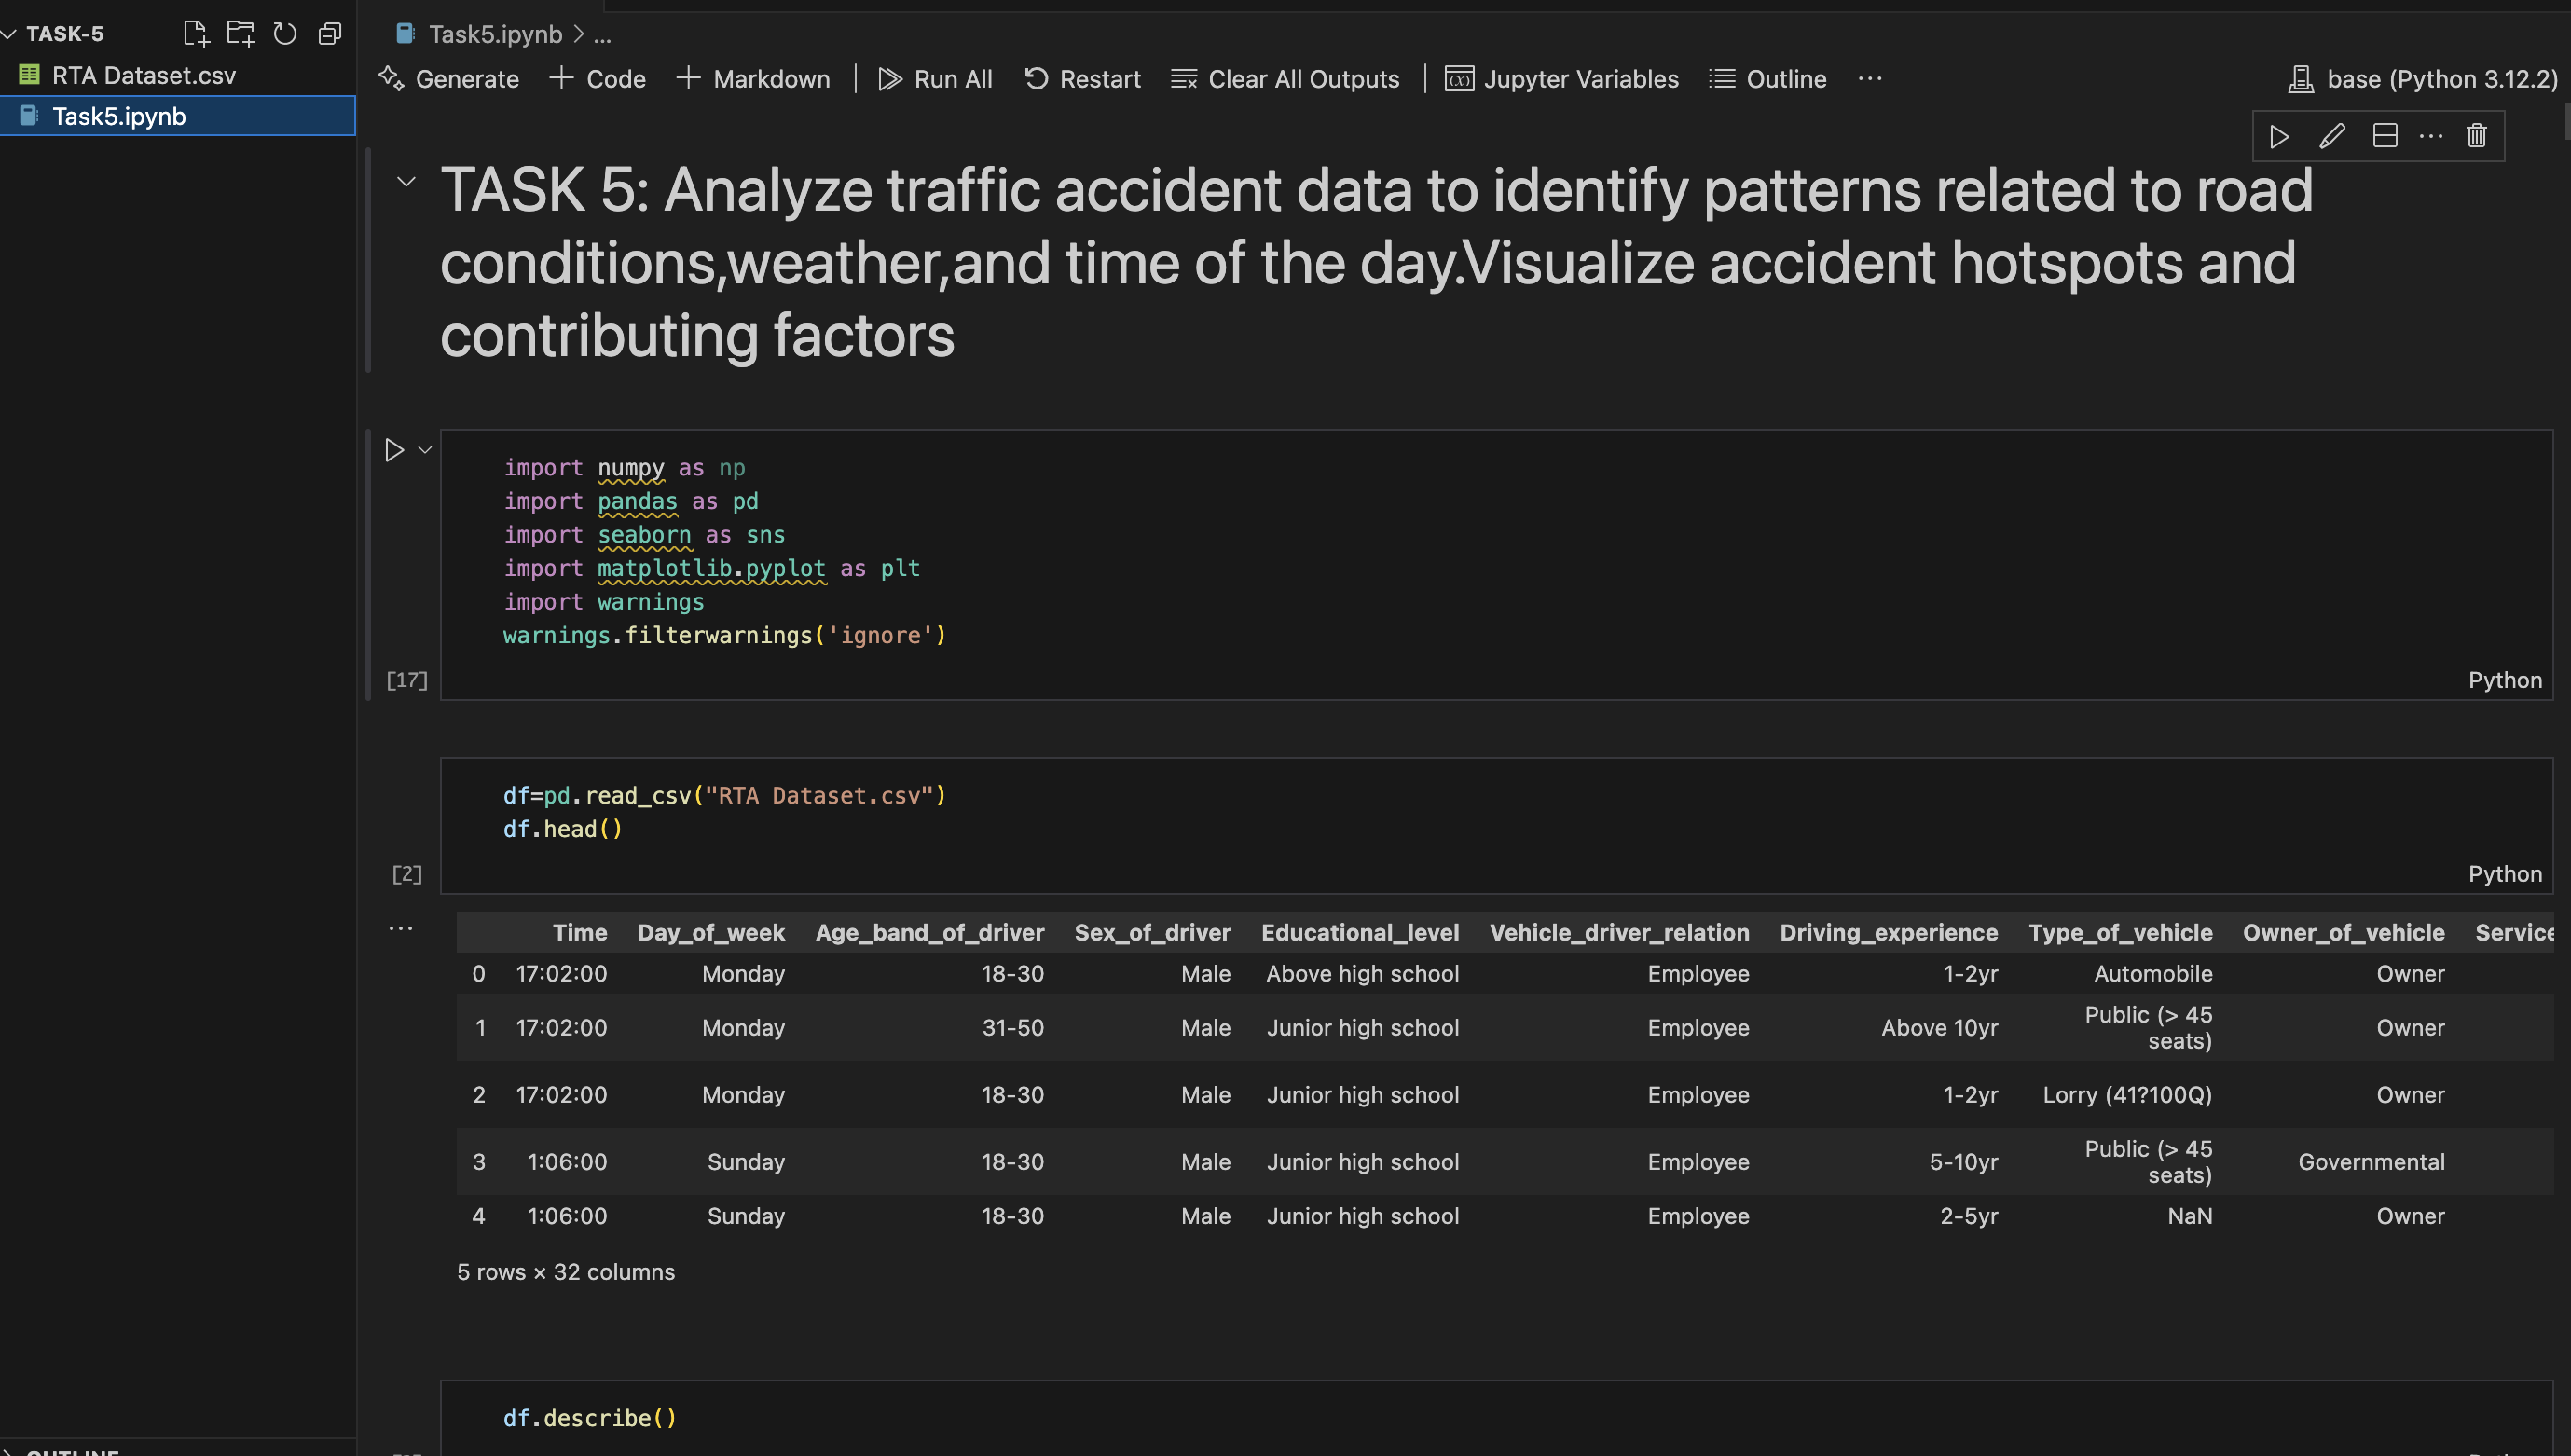 TASK-5
RTA Dataset.csv
Task5.ipynb
Task5.ipynb > ...
Generate + Code + Markdown | Run All Restart Clear All Outputs | Jupyter Variables Outline ... base (Python 3.12.2)
TASK 5: Analyze traffic accident data to identify patterns related to road
conditions,weather,and time of the day.Visualize accident hotspots and
contributing factors
import numpy as np
import pandas as pd
import seaborn as sns
import matplotlib.pyplot as plt
import warnings
warnings.filterwarnings('ignore')
[17]
Python
df=pd.read_csv("RTA Dataset.csv")
df.head()
[2]
Python
...
Time Day_of_week Age_band_of_driver Sex_of_driver Educational_level Vehicle_driver_relation Driving_experience Type_of_vehicle Owner_of_vehicle Service
0 17:02:00 Monday 18-30 Male Above high school Employee 1-2yr Automobile Owner
1 17:02:00 Monday 31-50 Male Junior high school Employee Above 10yr Public (> 45 seats) Owner
2 17:02:00 Monday 18-30 Male Junior high school Employee 1-2yr Lorry (41?100Q) Owner
3 1:06:00 Sunday 18-30 Male Junior high school Employee 5-10yr Public (> 45 seats) Governmental
4 1:06:00 Sunday 18-30 Male Junior high school Employee 2-5yr NaN Owner
5 rows × 32 columns
df.describe()
OUTLINE